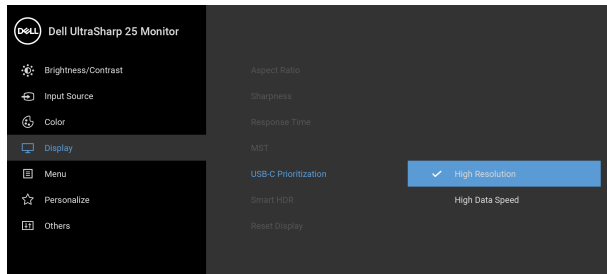 DELL Dell UltraSharp 25 Monitor
Brightness/Contrast
Input Source
Color
Display
Menu
Personalize
Others
Aspect Ratio
Sharpness
Response Time
MST
USB-C Prioritization
Smart HDR
Reset Display
High Resolution
High Data Speed